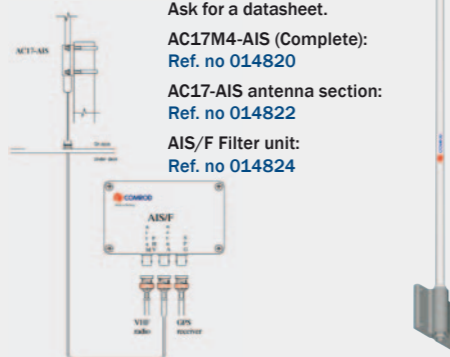 Ask for a datasheet.
AC17M4-AIS (Complete):
Ref. no 014820
AC17-AIS antenna section:
Ref. no 014822
AIS/F Filter unit:
Ref. no 014824
AC17-AIS
COMROD
AIS/F
VHF
radio
GPS
receiver